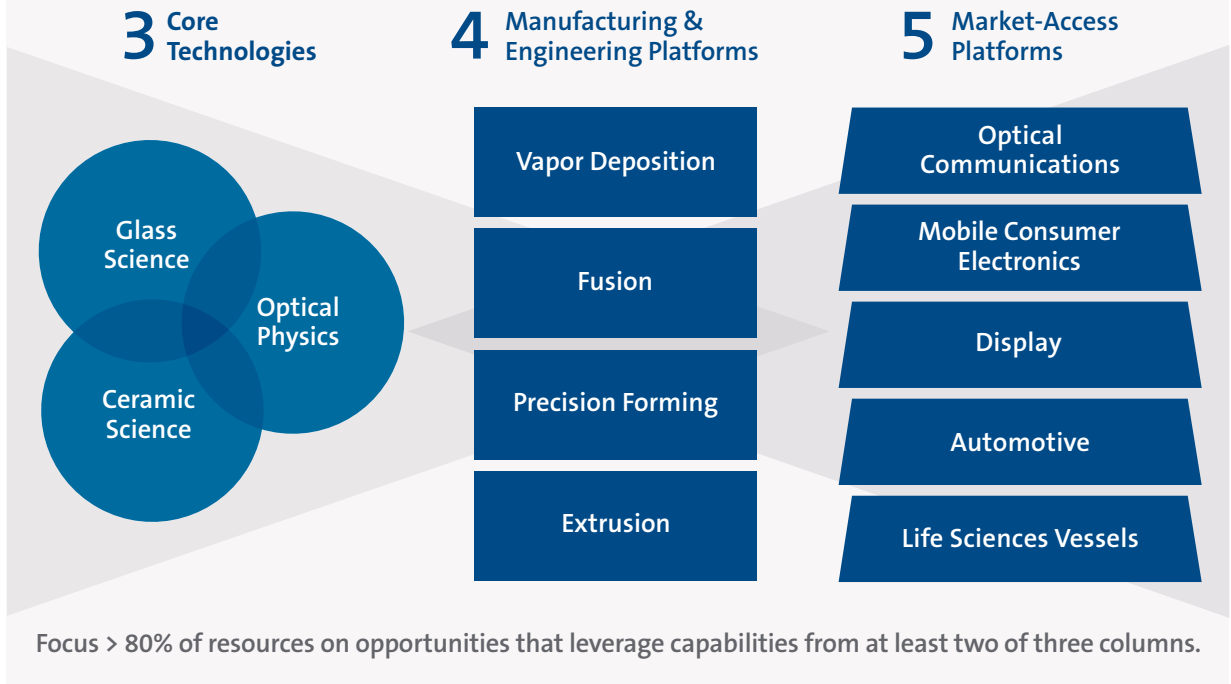 3 Core
Technologies
4 Manufacturing &
Engineering Platforms
5 Market-Access
Platforms
Glass
Science
Optical
Physics
Ceramic
Science
Vapor Deposition
Fusion
Precision Forming
Extrusion
Optical
Communications
Mobile Consumer
Electronics
Display
Automotive
Life Sciences Vessels
Focus > 80% of resources on opportunities that leverage capabilities from at least two of three columns.